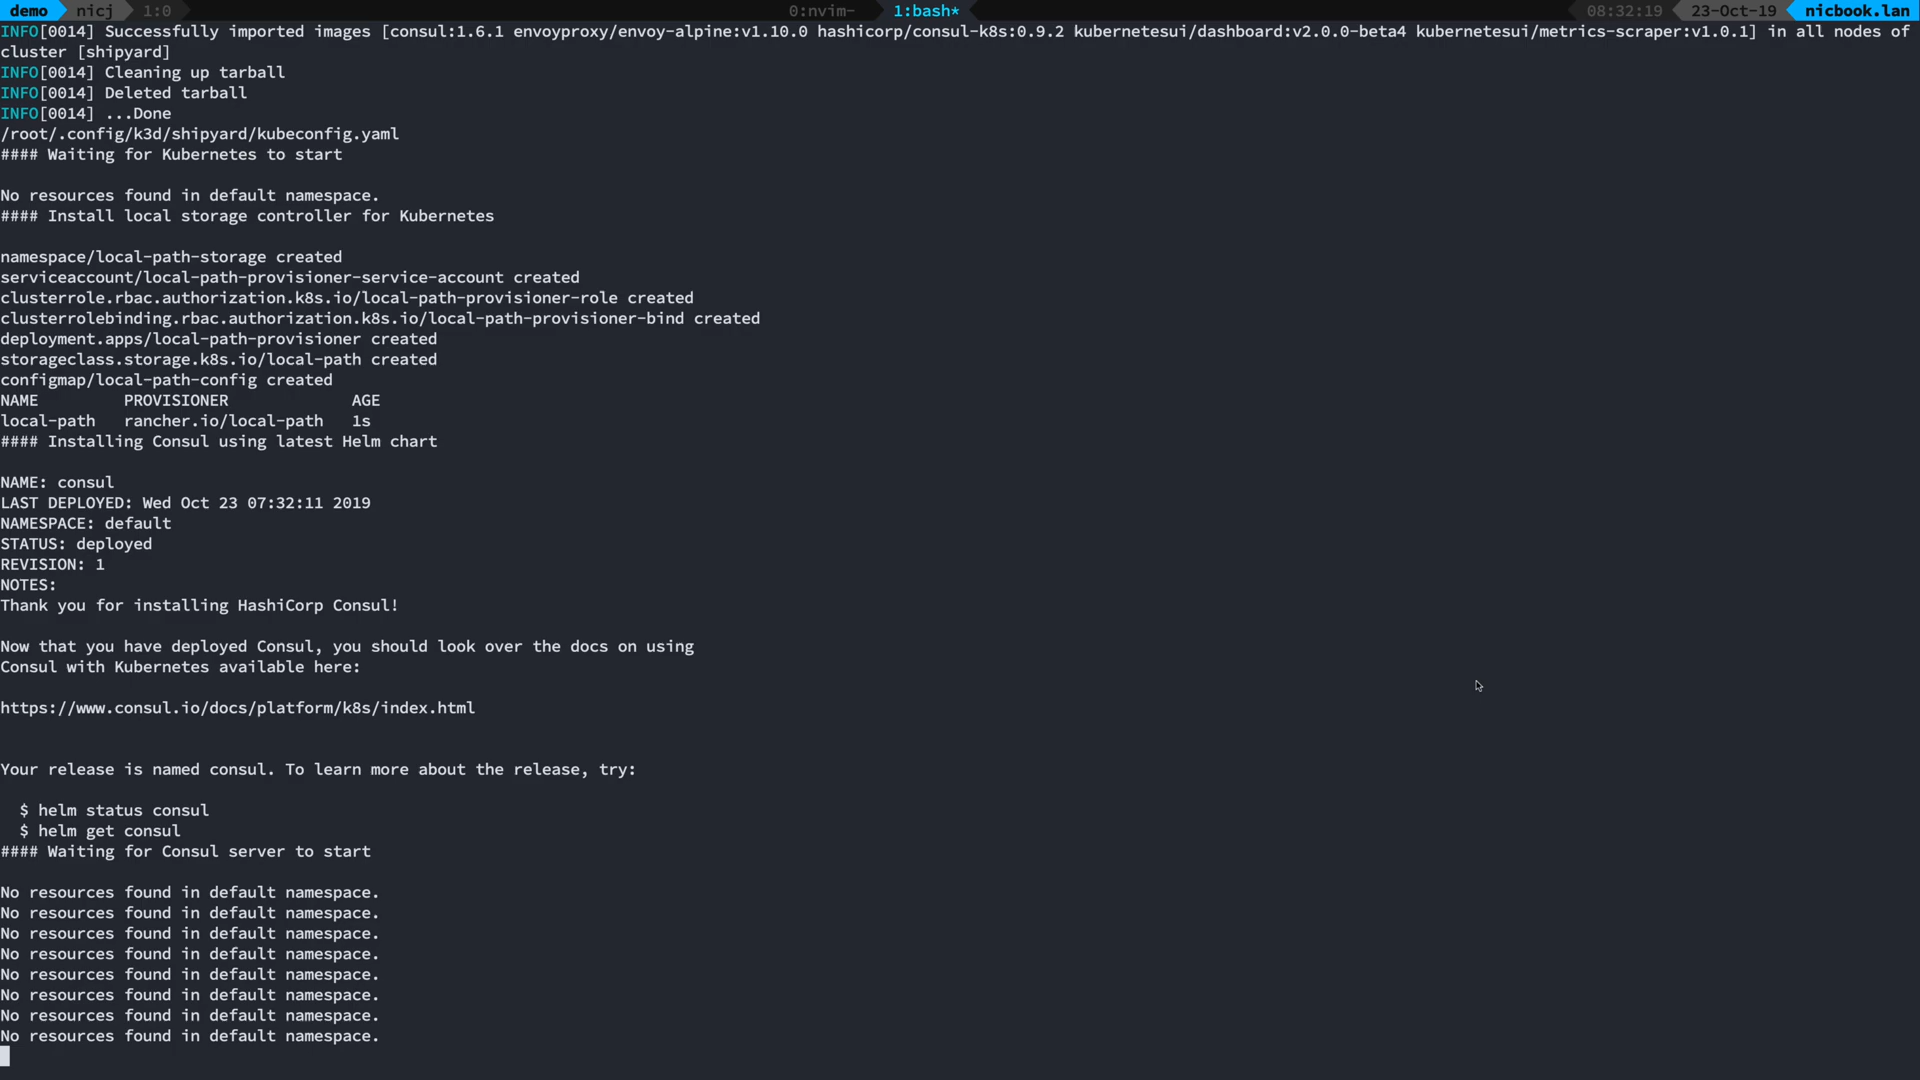 demo nicj 1:0 0:nvim- 1:bash* 08:32:19 23-Oct-19 nicbook.lan
INFO[0014] Successfully imported images [consul:1.6.1 envoyproxy/envoy-alpine:v1.10.0 hashicorp/consul-k8s:0.9.2 kubernetesui/dashboard:v2.0.0-beta4 kubernetesui/metrics-scraper:v1.0.1] in all nodes of
cluster [shipyard]
INFO[0014] Cleaning up tarball
INFO[0014] Deleted tarball
INFO[0014] ...Done
/root/.config/k3d/shipyard/kubeconfig.yaml
#### Waiting for Kubernetes to start
No resources found in default namespace.
#### Install local storage controller for Kubernetes
namespace/local-path-storage created
serviceaccount/local-path-provisioner-service-account created
clusterrole.rbac.authorization.k8s.io/local-path-provisioner-role created
clusterrolebinding.rbac.authorization.k8s.io/local-path-provisioner-bind created
deployment.apps/local-path-provisioner created
storageclass.storage.k8s.io/local-path created
configmap/local-path-config created
NAME PROVISIONER AGE
local-path rancher.io/local-path 1s
#### Installing Consul using latest Helm chart
NAME: consul
LAST DEPLOYED: Wed Oct 23 07:32:11 2019
NAMESPACE: default
STATUS: deployed
REVISION: 1
NOTES:
Thank you for installing HashiCorp Consul!
Now that you have deployed Consul, you should look over the docs on using
Consul with Kubernetes available here:
https://www.consul.io/docs/platform/k8s/index.html
Your release is named consul. To learn more about the release, try:
$ helm status consul
$ helm get consul
#### Waiting for Consul server to start
No resources found in default namespace.
No resources found in default namespace.
No resources found in default namespace.
No resources found in default namespace.
No resources found in default namespace.
No resources found in default namespace.
No resources found in default namespace.
No resources found in default namespace.